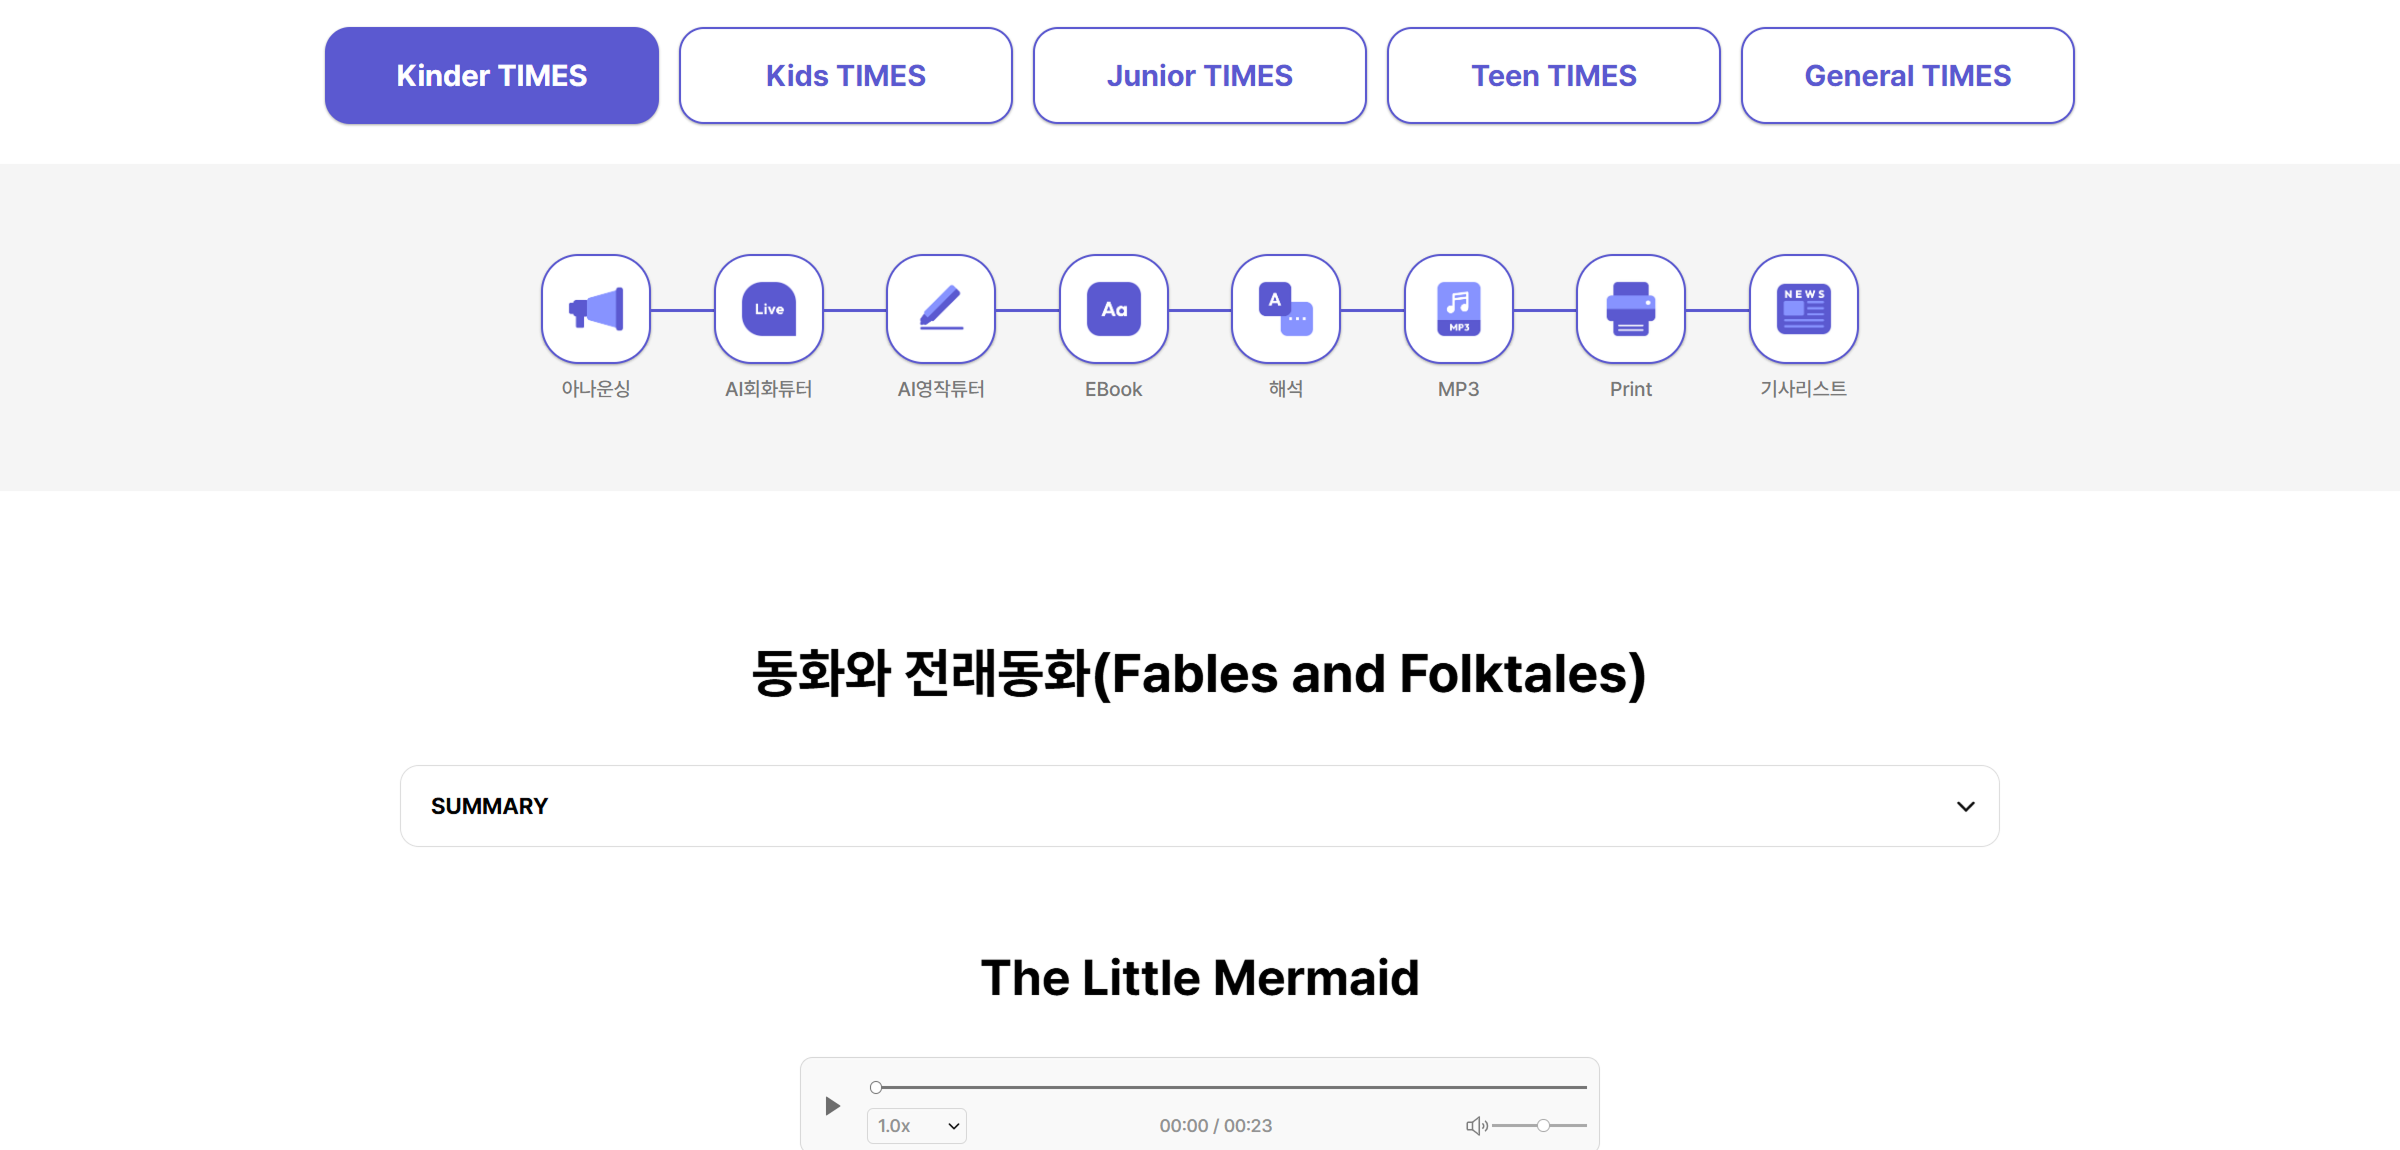 Kinder TIMES
Kids TIMES
Junior TIMES
Teen TIMES
General TIMES
Live
Aa
A
MP3
NEWS
아나운싱
AI회화튜터
AI영작튜터
EBook
해석
MP3
Print
기사리스트
동화와 전래동화(Fables and Folktales)
SUMMARY
The Little Mermaid
1.0x
00:00 / 00:23